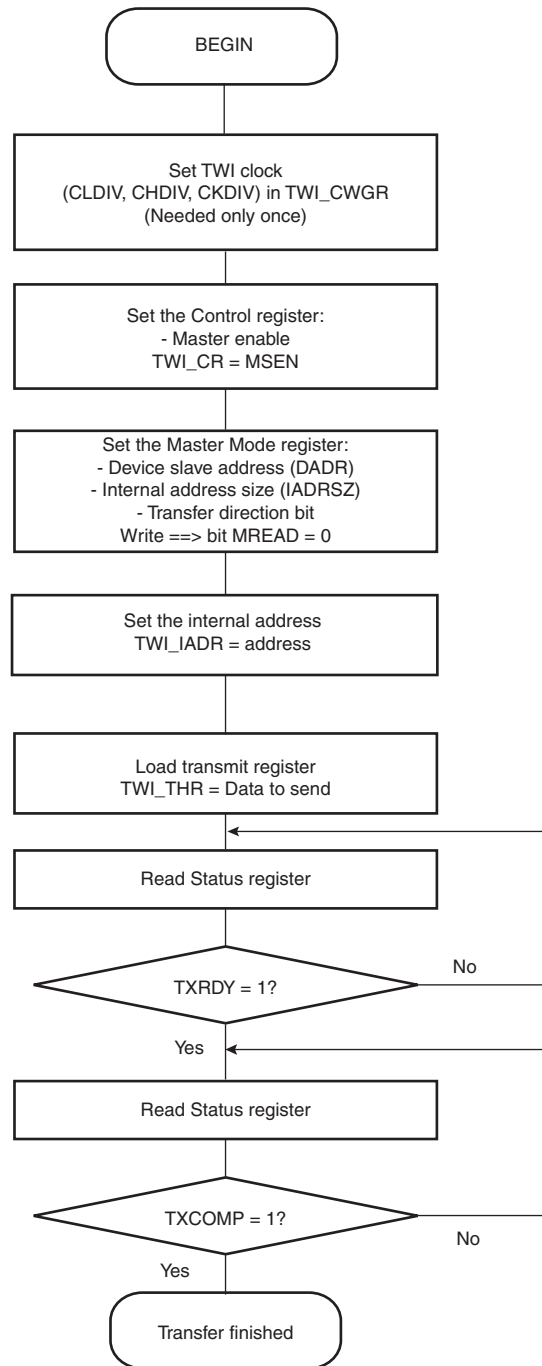 BEGIN
Set TWI clock
(CLDIV, CHDIV, CKDIV) in TWI_CWGR
(Needed only once)
Set the Control register:
- Master enable
TWI_CR = MSEN
Set the Master Mode register:
- Device slave address (DADR)
- Internal address size (IADRSZ)
- Transfer direction bit
Write ==> bit MREAD = 0
Set the internal address
TWI_IADR = address
Load transmit register
TWI_THR = Data to send
Read Status register
No
TXRDY = 1?
Yes
Read Status register
TXCOMP = 1?
No
Yes
Transfer finished